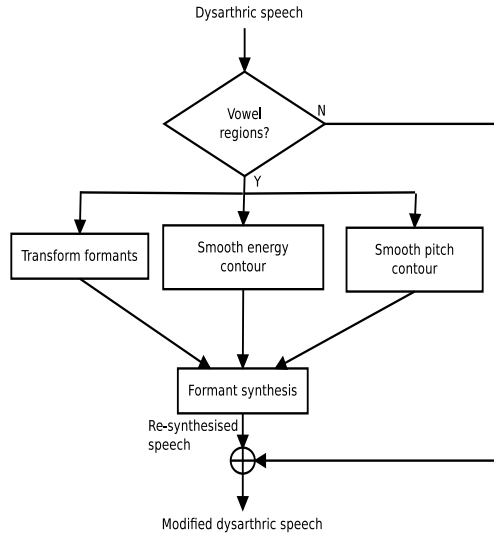 Dysarthric speech
Vowel
regions?
N
Y
Transform formants
Smooth energy
contour
Smooth pitch
contour
Formant synthesis
Re-synthesised
speech
Modified dysarthric speech